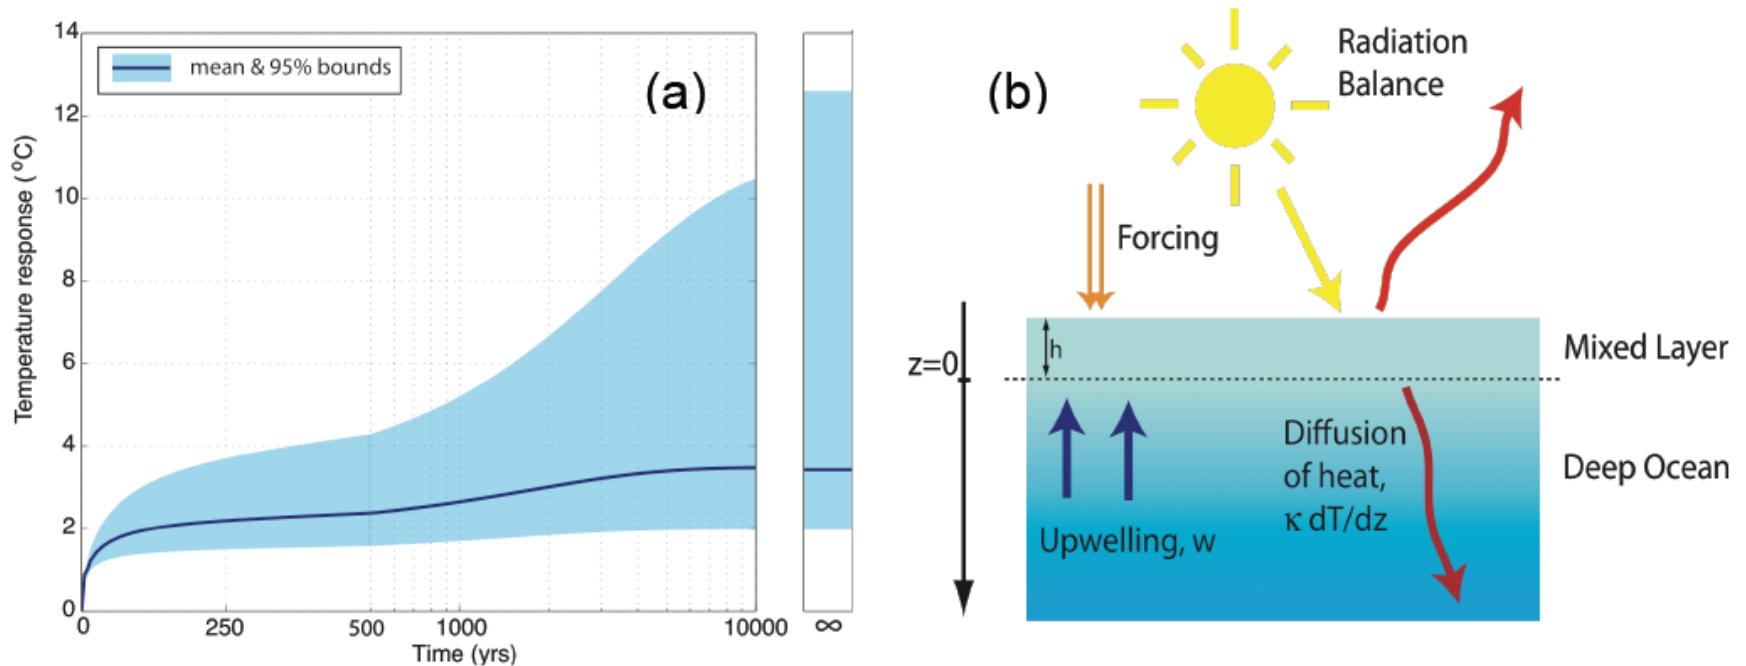 14
12
10
8
6
4
2
0
Temperature response (°C)
mean & 95% bounds
(a)
0 250 500 1000 10000 ∞
Time (yrs)
(b)
Radiation
Balance
Forcing
h
z=0
Mixed Layer
Deep Ocean
Upwelling, w
Diffusion
of heat,
κ dT/dz